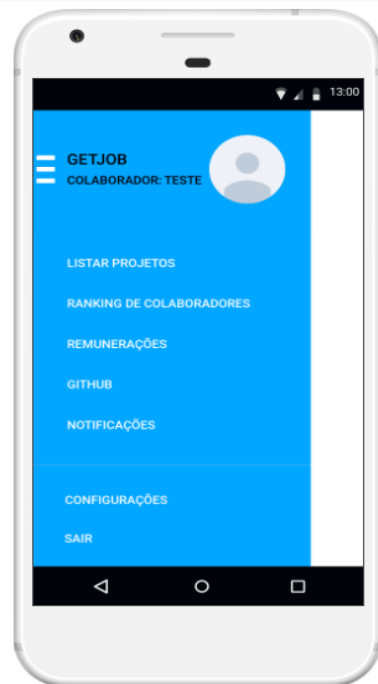 13:00
GETJOB
COLABORADOR: TESTE
LISTAR PROJETOS
RANKING DE COLABORADORES
REMUNERAÇÕES
GITHUB
NOTIFICAÇÕES
CONFIGURAÇÕES
SAIR